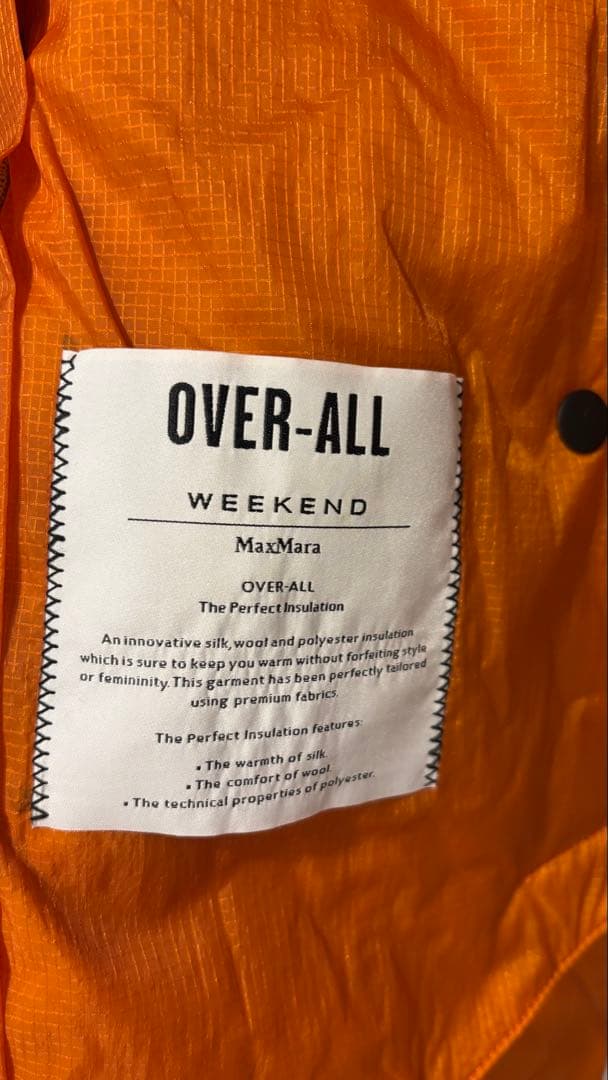 OVER-ALL
WEEKEND
MaxMara
OVER-ALL
The Perfect Insulation
An innovative silk, wool and polyester insulation
which is sure to keep you warm without forfeiting style
or femininity. This garment has been perfectly tailored
using premium fabrics.
The Perfect Insulation features:
• The warmth of silk.
• The comfort of wool.
• The technical properties of polyester.